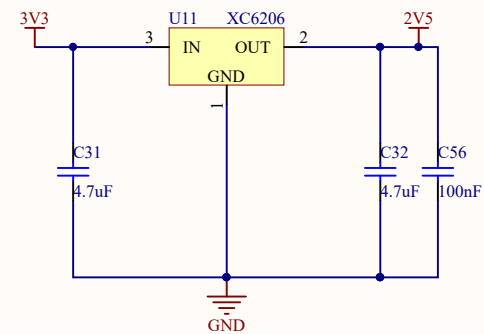 3V3
U11 XC6206
2V5
3
IN OUT
2
GND
1
C31
4.7uF
C32
4.7uF
C56
100nF
GND